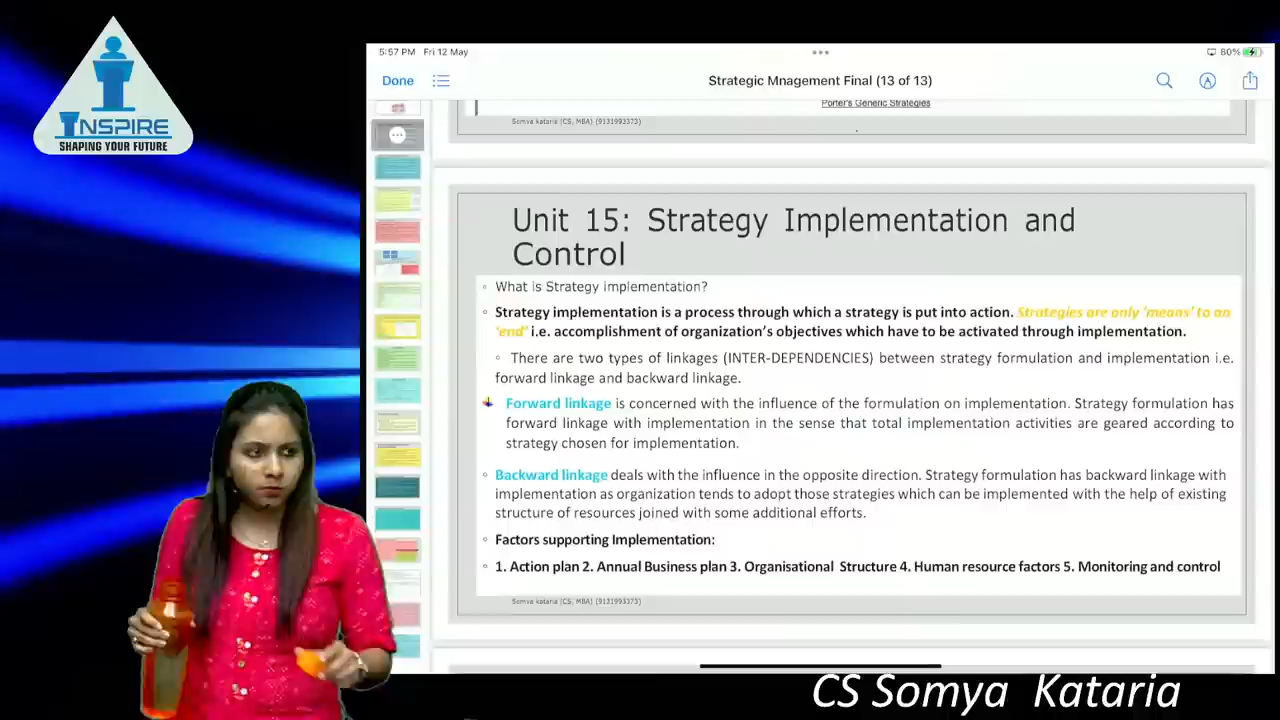 INSPIRE
SHAPING YOUR FUTURE
5:57 PM Fri 12 May
80%
Done
Strategic Mnagement Final (13 of 13)
Porter's Generic Strategies
Somya kataria (CS, MBA) (9131993373)
Unit 15: Strategy Implementation and
Control
What is Strategy implementation?
Strategy implementation is a process through which a strategy is put into action. Strategies are only 'means' to an
'end' i.e. accomplishment of organization's objectives which have to be activated through implementation.
There are two types of linkages (INTER-DEPENDENCIES) between strategy formulation and implementation i.e.
forward linkage and backward linkage.
Forward linkage is concerned with the influence of the formulation on implementation. Strategy formulation has
forward linkage with implementation in the sense that total implementation activities are geared according to
strategy chosen for implementation.
Backward linkage deals with the influence in the opposite direction. Strategy formulation has backward linkage with
implementation as organization tends to adopt those strategies which can be implemented with the help of existing
structure of resources joined with some additional efforts.
Factors supporting Implementation:
1. Action plan 2. Annual Business plan 3. Organisational Structure 4. Human resource factors 5. Monitoring and control
Somya kataria (CS, MBA) (9131993373)
CS Somya Kataria